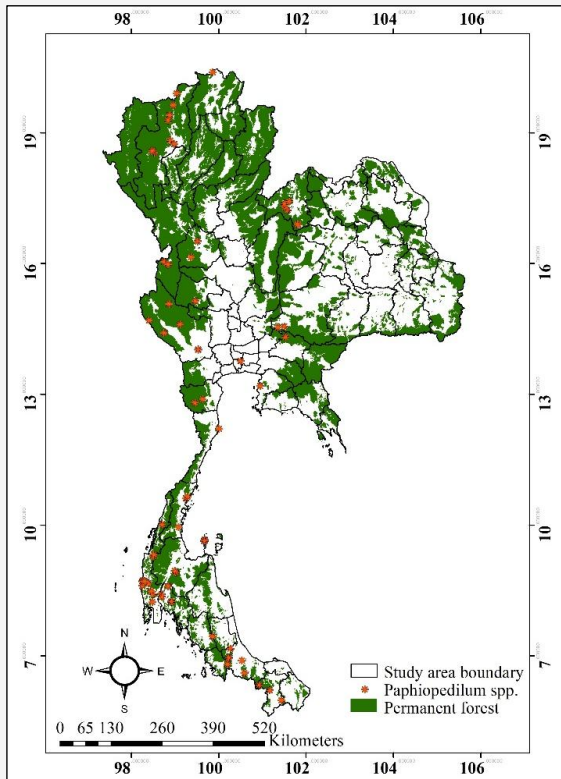 98 100 102 104 106
19
19
16
16
13
13
10
10
7
7
N
W E
S
Study area boundary
Paphiopedilum spp.
Permanent forest
0 65 130 260 390 520
Kilometers
98 100 102 104 106